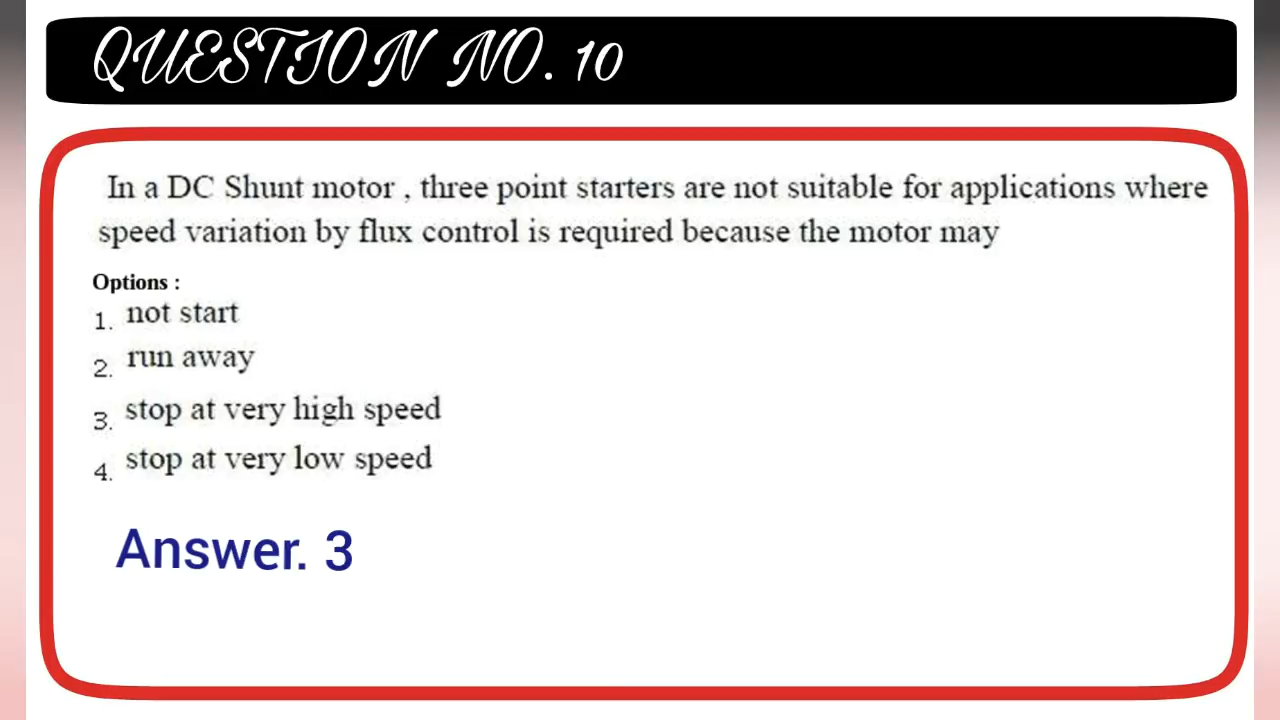 QUESTION NO. 10
In a DC Shunt motor , three point starters are not suitable for applications where
speed variation by flux control is required because the motor may
Options :
1. not start
2. run away
3. stop at very high speed
4. stop at very low speed
Answer. 3